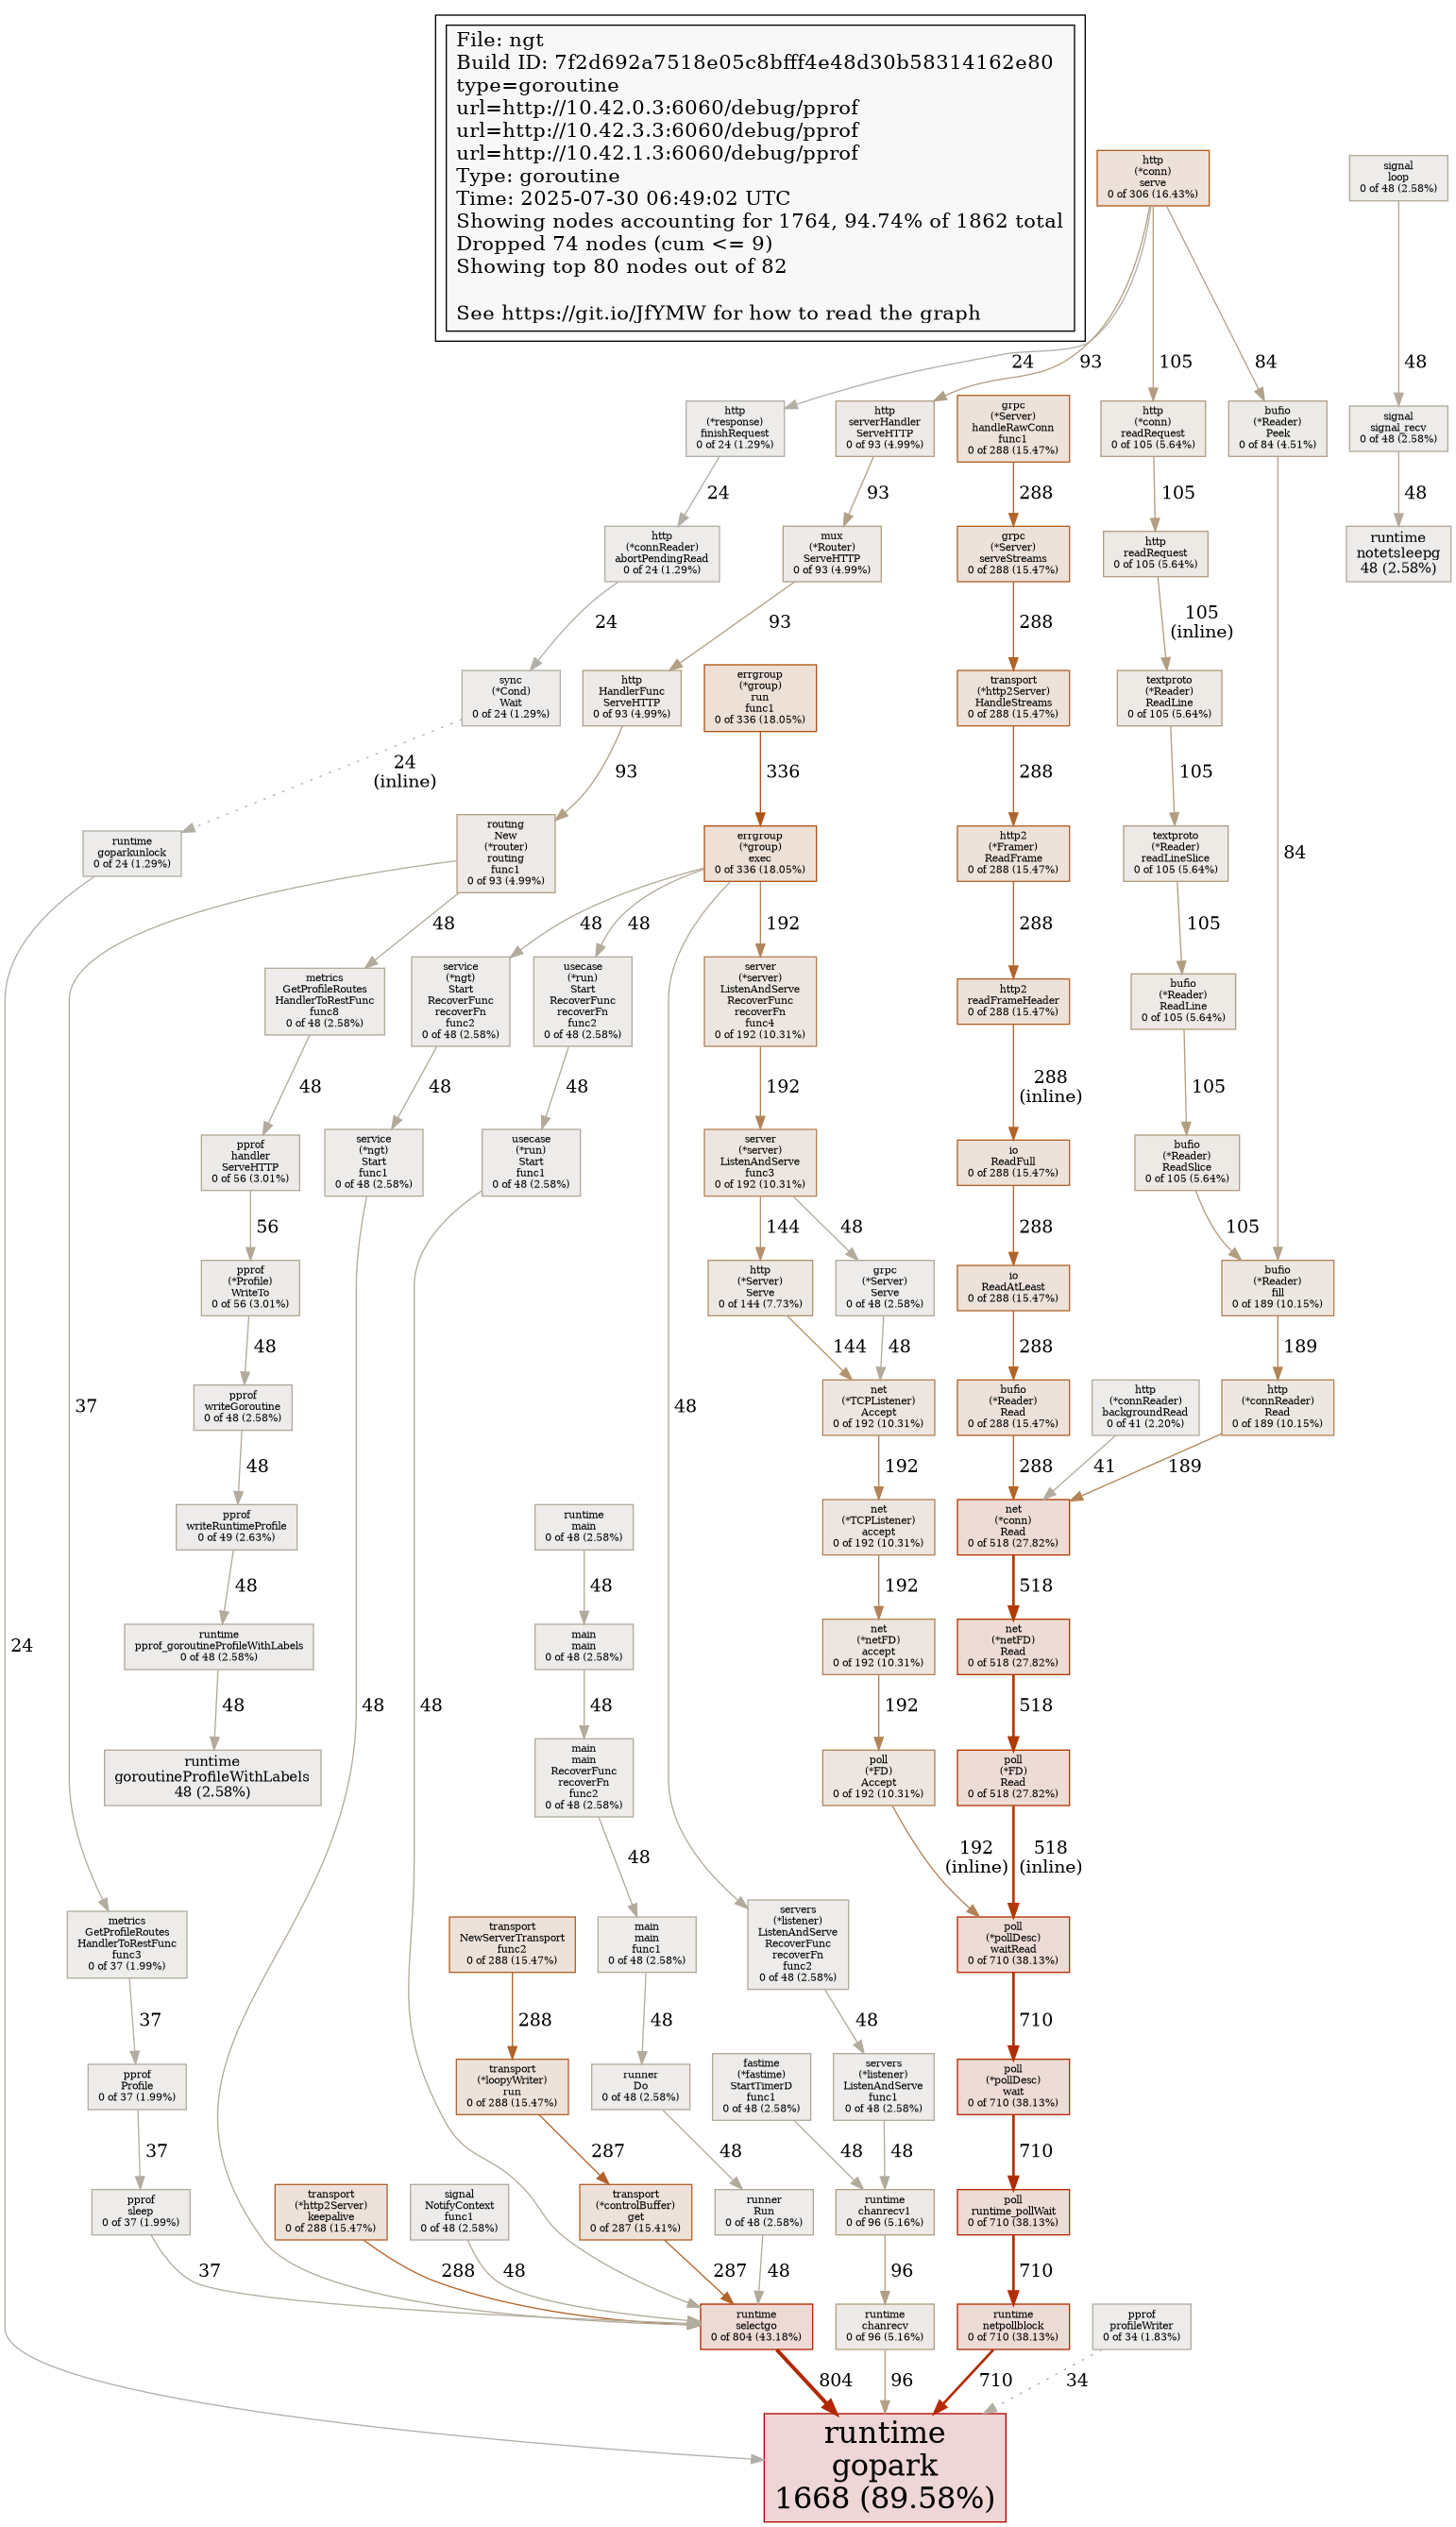 File: ngt
Build ID: 7f2d692a7518e05c8bfff4e48d30b58314162e80
type=goroutine
url=http://10.42.0.3:6060/debug/pprof
url=http://10.42.3.3:6060/debug/pprof
url=http://10.42.1.3:6060/debug/pprof
Type: goroutine
Time: 2025-07-30 06:49:02 UTC
Showing nodes accounting for 1764, 94.74% of 1862 total
Dropped 74 nodes (cum <= 9)
Showing top 80 nodes out of 82
See https://git.io/JfYMW for how to read the graph
http
(*conn)
serve
0 of 306 (16.43%)
signal
loop
0 of 48 (2.58%)
24
93
105
84
48
http
(*response)
finishRequest
0 of 24 (1.29%)
http
serverHandler
ServeHTTP
0 of 93 (4.99%)
grpc
(*Server)
handleRawConn
func1
0 of 288 (15.47%)
http
(*conn)
readRequest
0 of 105 (5.64%)
bufio
(*Reader)
Peek
0 of 84 (4.51%)
signal
signal_recv
0 of 48 (2.58%)
24
93
288
105
48
http
(*connReader)
abortPendingRead
0 of 24 (1.29%)
mux
(*Router)
ServeHTTP
0 of 93 (4.99%)
grpc
(*Server)
serveStreams
0 of 288 (15.47%)
http
readRequest
0 of 105 (5.64%)
runtime
notetsleepg
48 (2.58%)
24
93
288
105
(inline)
sync
(*Cond)
Wait
0 of 24 (1.29%)
http
HandlerFunc
ServeHTTP
0 of 93 (4.99%)
errgroup
(*group)
run
func1
0 of 336 (18.05%)
transport
(*http2Server)
HandleStreams
0 of 288 (15.47%)
textproto
(*Reader)
ReadLine
0 of 105 (5.64%)
24
(inline)
93
336
288
105
runtime
goparkunlock
0 of 24 (1.29%)
routing
New
(*router)
routing
func1
0 of 93 (4.99%)
errgroup
(*group)
exec
0 of 336 (18.05%)
http2
(*Framer)
ReadFrame
0 of 288 (15.47%)
textproto
(*Reader)
readLineSlice
0 of 105 (5.64%)
84
48
48
48
192
288
105
metrics
GetProfileRoutes
HandlerToRestFunc
func8
0 of 48 (2.58%)
service
(*ngt)
Start
RecoverFunc
recoverFn
func2
0 of 48 (2.58%)
usecase
(*run)
Start
RecoverFunc
recoverFn
func2
0 of 48 (2.58%)
server
(*server)
ListenAndServe
RecoverFunc
recoverFn
func4
0 of 192 (10.31%)
http2
readFrameHeader
0 of 288 (15.47%)
bufio
(*Reader)
ReadLine
0 of 105 (5.64%)
48
48
48
192
288
(inline)
105
pprof
handler
ServeHTTP
0 of 56 (3.01%)
service
(*ngt)
Start
func1
0 of 48 (2.58%)
usecase
(*run)
Start
func1
0 of 48 (2.58%)
server
(*server)
ListenAndServe
func3
0 of 192 (10.31%)
io
ReadFull
0 of 288 (15.47%)
bufio
(*Reader)
ReadSlice
0 of 105 (5.64%)
56
144
48
288
105
pprof
(*Profile)
WriteTo
0 of 56 (3.01%)
http
(*Server)
Serve
0 of 144 (7.73%)
grpc
(*Server)
Serve
0 of 48 (2.58%)
io
ReadAtLeast
0 of 288 (15.47%)
bufio
(*Reader)
fill
0 of 189 (10.15%)
48
144
48
288
189
37
pprof
writeGoroutine
0 of 48 (2.58%)
48
net
(*TCPListener)
Accept
0 of 192 (10.31%)
bufio
(*Reader)
Read
0 of 288 (15.47%)
http
(*connReader)
backgroundRead
0 of 41 (2.20%)
http
(*connReader)
Read
0 of 189 (10.15%)
48
192
288
41
189
pprof
writeRuntimeProfile
0 of 49 (2.63%)
runtime
main
0 of 48 (2.58%)
net
(*TCPListener)
accept
0 of 192 (10.31%)
net
(*conn)
Read
0 of 518 (27.82%)
48
48
192
518
24
runtime
pprof_goroutineProfileWithLabels
0 of 48 (2.58%)
main
main
0 of 48 (2.58%)
net
(*netFD)
accept
0 of 192 (10.31%)
net
(*netFD)
Read
0 of 518 (27.82%)
48
48
48
48
192
518
runtime
goroutineProfileWithLabels
48 (2.58%)
main
main
RecoverFunc
recoverFn
func2
0 of 48 (2.58%)
poll
(*FD)
Accept
0 of 192 (10.31%)
poll
(*FD)
Read
0 of 518 (27.82%)
48
192
(inline)
518
(inline)
metrics
GetProfileRoutes
HandlerToRestFunc
func3
0 of 37 (1.99%)
transport
NewServerTransport
func2
0 of 288 (15.47%)
main
main
func1
0 of 48 (2.58%)
servers
(*listener)
ListenAndServe
RecoverFunc
recoverFn
func2
0 of 48 (2.58%)
poll
(*pollDesc)
waitRead
0 of 710 (38.13%)
37
288
48
48
710
pprof
Profile
0 of 37 (1.99%)
transport
(*loopyWriter)
run
0 of 288 (15.47%)
runner
Do
0 of 48 (2.58%)
fastime
(*fastime)
StartTimerD
func1
0 of 48 (2.58%)
servers
(*listener)
ListenAndServe
func1
0 of 48 (2.58%)
poll
(*pollDesc)
wait
0 of 710 (38.13%)
37
287
48
48
48
710
pprof
sleep
0 of 37 (1.99%)
transport
(*http2Server)
keepalive
0 of 288 (15.47%)
signal
NotifyContext
func1
0 of 48 (2.58%)
transport
(*controlBuffer)
get
0 of 287 (15.41%)
runner
Run
0 of 48 (2.58%)
runtime
chanrecv1
0 of 96 (5.16%)
poll
runtime_pollWait
0 of 710 (38.13%)
37
288
48
287
48
96
710
runtime
selectgo
0 of 804 (43.18%)
runtime
chanrecv
0 of 96 (5.16%)
runtime
netpollblock
0 of 710 (38.13%)
pprof
profileWriter
0 of 34 (1.83%)
804
96
710
34
runtime
gopark
1668 (89.58%)